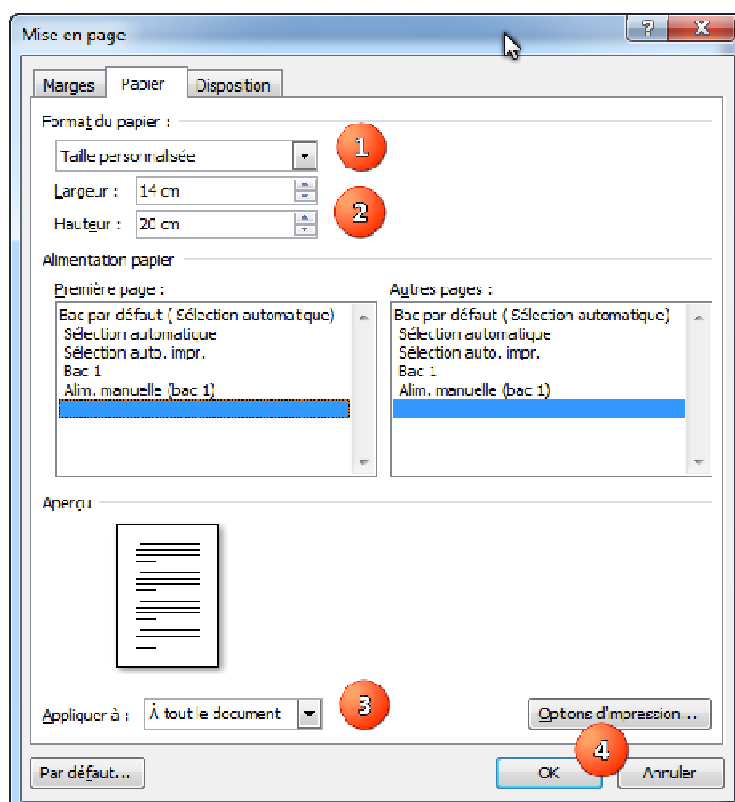 Mise en page
?
Marges Papier Disposition
Format du papier :
Taille personnalisée
1
Largeur : 14 cm
2
Hauteur : 20 cm
Alimentation papier
Première page : Autres pages :
Bac par défaut ( Sélection automatique) Bac par défaut ( Sélection automatique)
Sélection automatique Sélection automatique
Sélection auto. impr. Sélection auto. impr.
Bac 1 Bac 1
Alim. manuelle (bac 1) Alim. manuelle (bac 1)
Aperçu
Appliquer à : À tout le document 3 Options d'impression...
4
Par défaut... OK Annuler